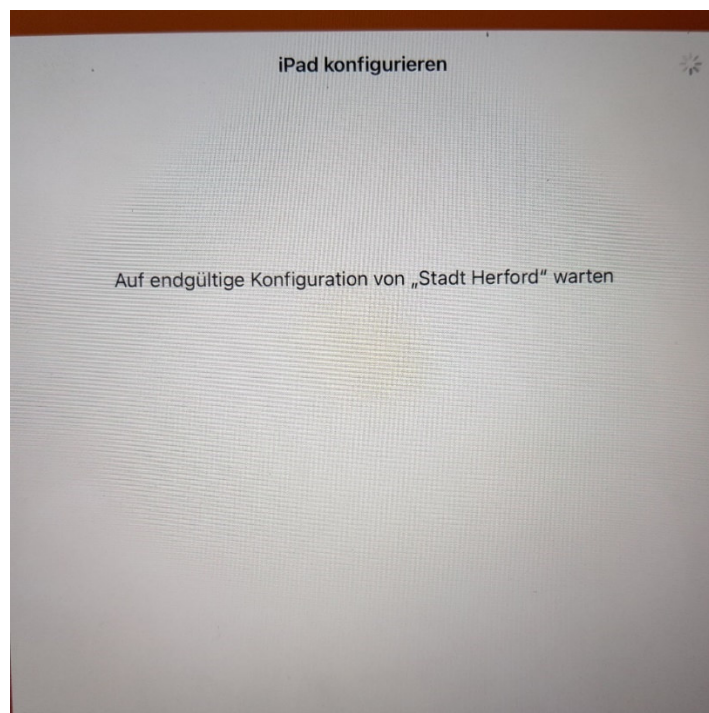 iPad konfigurieren
Auf endgültige Konfiguration von „Stadt Herford“ warten